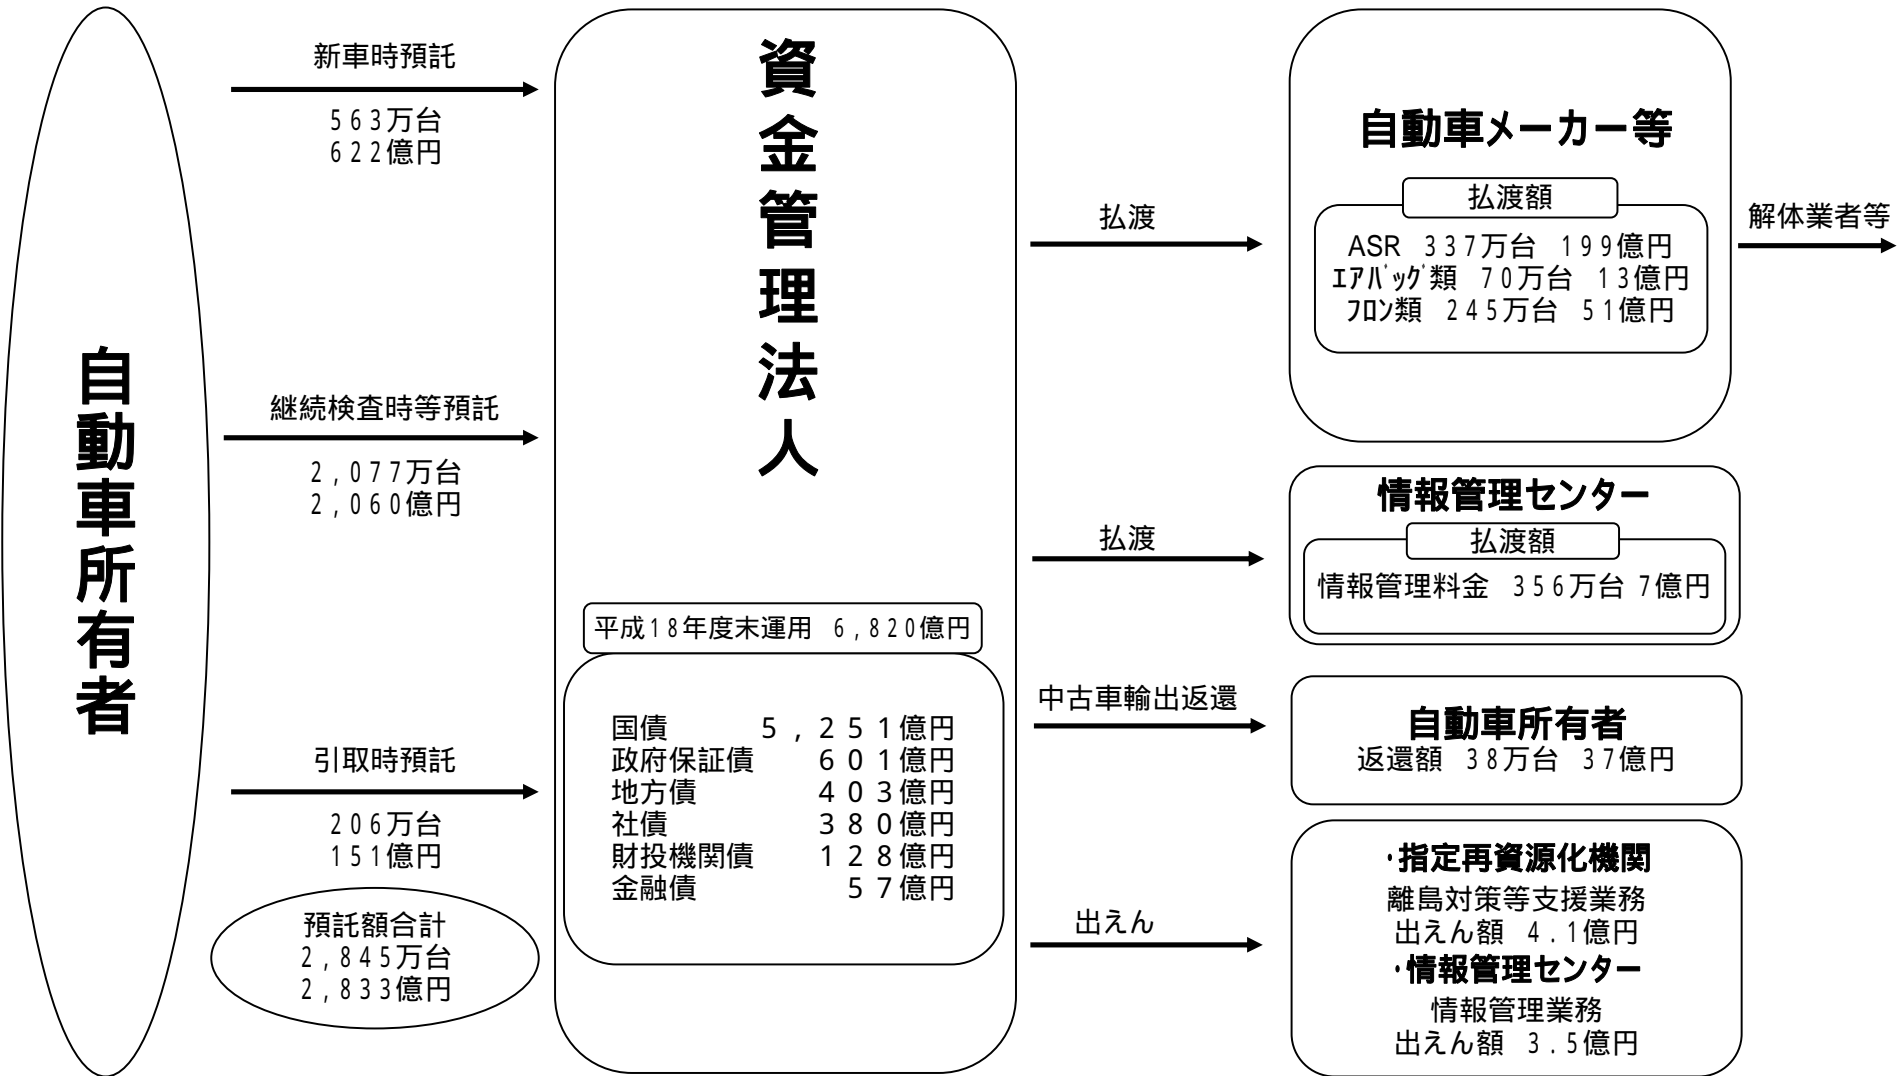 自動車所有者
新車時預託
563万台
622億円
継続検査時等預託
2,077万台
2,060億円
引取時預託
206万台
151億円
預託額合計
2,845万台
2,833億円
資金管理法人
平成18年度末運用 6,820億円
国債 5,251億円
政府保証債 601億円
地方債 403億円
社債 380億円
財投機関債 128億円
金融債 57億円
払渡
自動車メーカー等
払渡額
ASR 337万台 199億円
エアバッグ類 70万台 13億円
フロン類 245万台 51億円
解体業者等
払渡
情報管理センター
払渡額
情報管理料金 356万台 7億円
中古車輸出返還
自動車所有者
返還額 38万台 37億円
出えん
・指定再資源化機関
離島対策等支援業務
出えん額 4.1億円
・情報管理センター
情報管理業務
出えん額 3.5億円